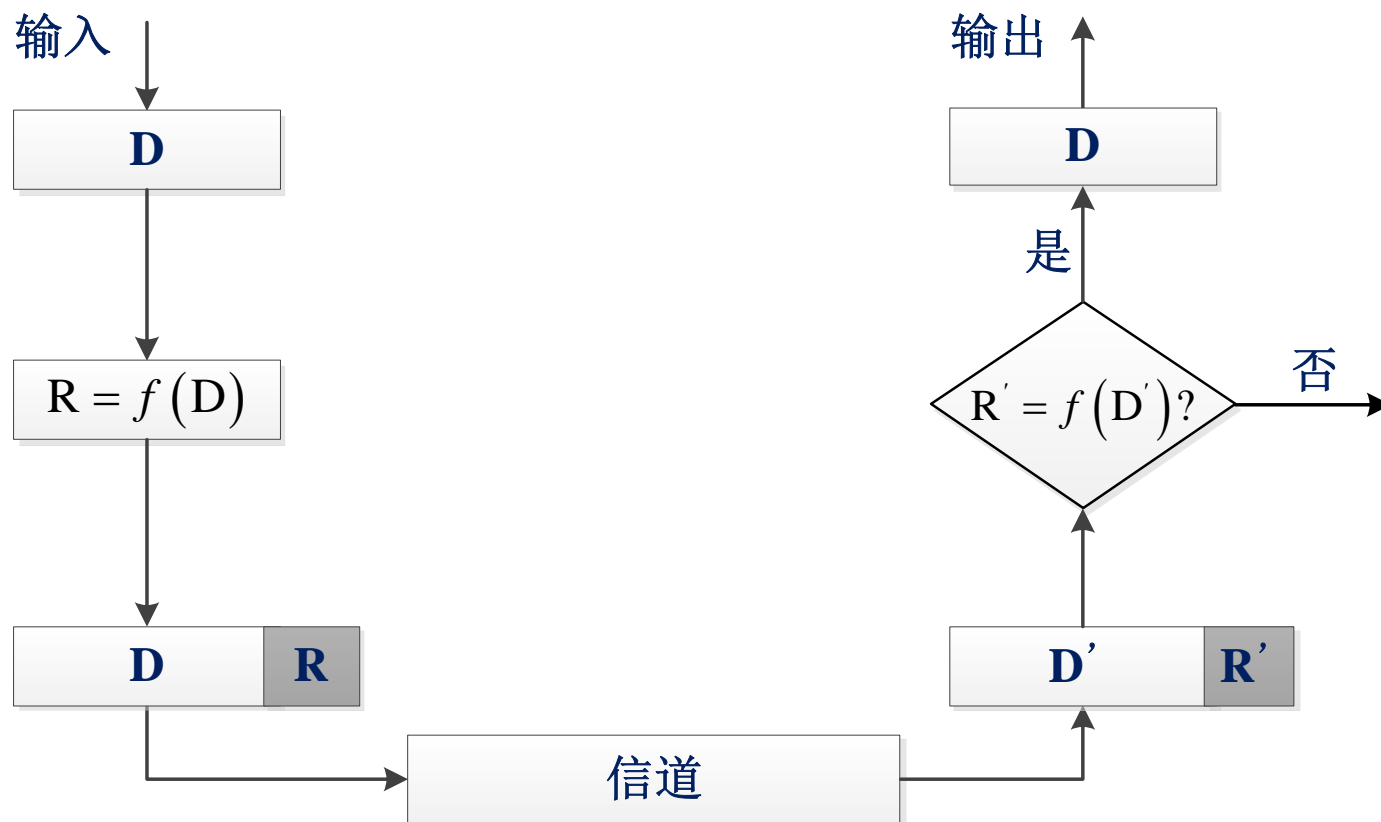 输入
D
R = f(D)
D R
信道
输出
D
是
R' = f(D')?
否
D’ R’